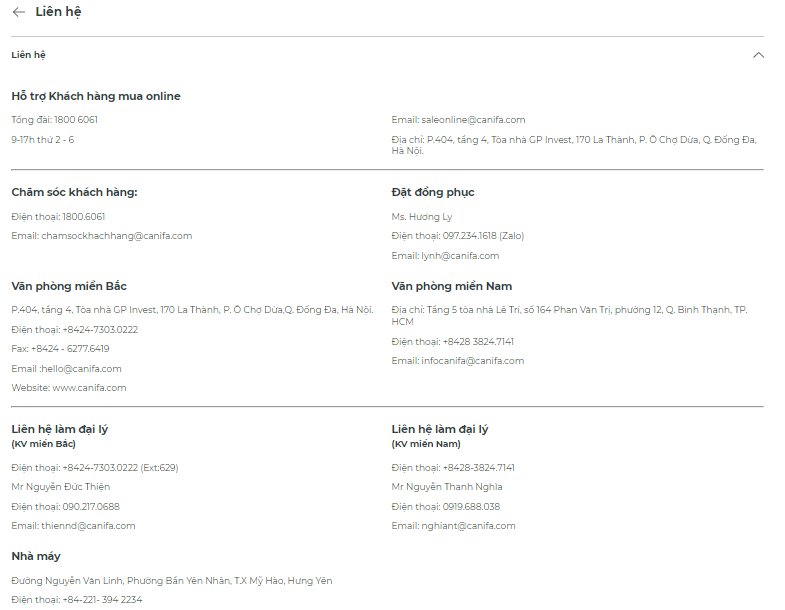 Liên hệ
Liên hệ
Hỗ trợ Khách hàng mua online
Tổng đài: 1800 6061
9-17h thứ 2 - 6
Email: saleonline@canifa.com
Địa chỉ: P.404, tầng 4, Tòa nhà GP Invest, 170 La Thành, P. Ô Chợ Dừa, Q. Đống Đa,
Hà Nội.
Chăm sóc khách hàng:
Điện thoại: 1800.6061
Email: chamsockhachhang@canifa.com
Đặt đồng phục
Ms. Hương Ly
Điện thoại: 097.234.1618 (Zalo)
Email: lynh@canifa.com
Văn phòng miền Bắc
P.404, tầng 4, Tòa nhà GP Invest, 170 La Thành, P. Ô Chợ Dừa,Q. Đống Đa, Hà Nội.
Điện thoại: +8424-7303.0222
Fax: +8424 - 6277.6419
Email :hello@canifa.com
Website: www.canifa.com
Văn phòng miền Nam
Địa chỉ: Tầng 5 tòa nhà Lê Trí, số 164 Phan Văn Trị, phường 12, Q. Bình Thạnh, TP.
HCM
Điện thoại: +8428 3824.7141
Email: infocanifa@canifa.com
Liên hệ làm đại lý
(KV miền Bắc)
Điện thoại: +8424-7303.0222 (Ext:629)
Mr Nguyễn Đức Thiện
Điện thoại: 090.217.0688
Email: thiennd@canifa.com
Liên hệ làm đại lý
(KV miền Nam)
Điện thoại: +8428-3824.7141
Mr Nguyễn Thanh Nghĩa
Điện thoại: 0919.688.038
Email: nghiant@canifa.com
Nhà máy
Đường Nguyễn Văn Linh, Phường Bần Yên Nhân, T.X Mỹ Hào, Hưng Yên
Điện thoại: +84-221- 394 2234